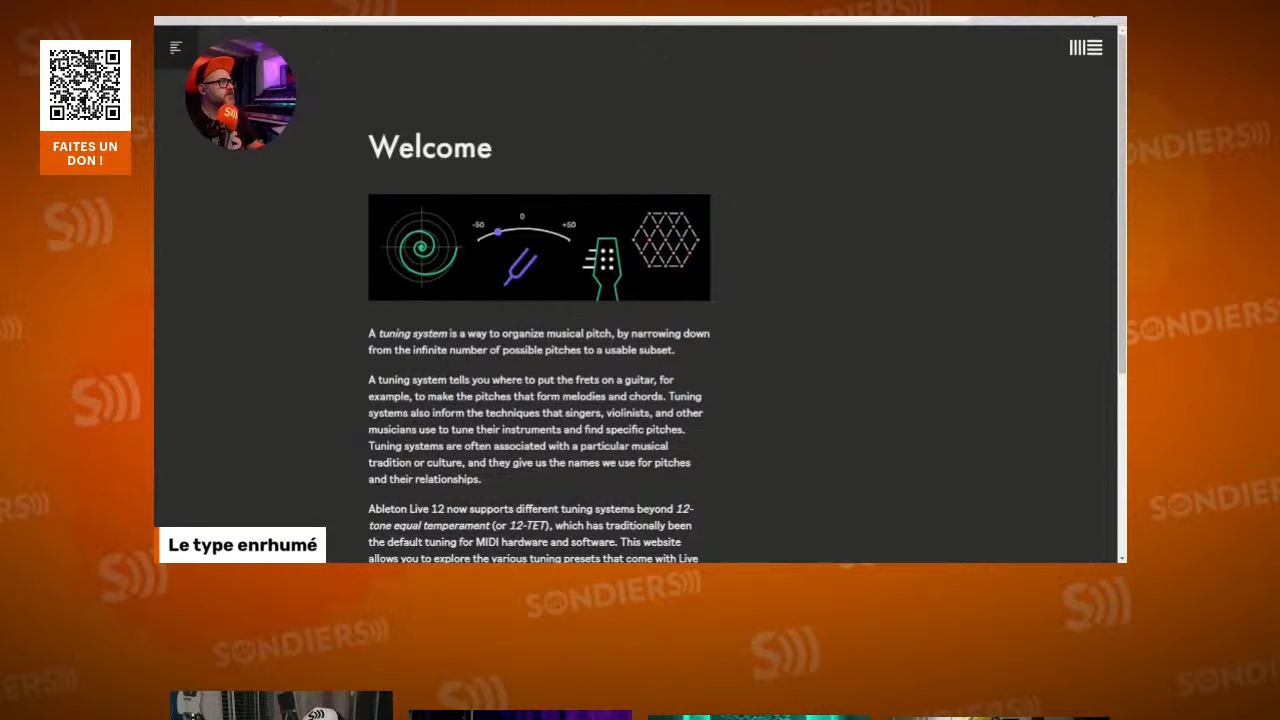 FAITES UN
DON !
Welcome
-50
0
+50
A tuning system is a way to organize musical pitch, by narrowing down
from the infinite number of possible pitches to a usable subset.
A tuning system tells you where to put the frets on a guitar, for
example, to make the pitches that form melodies and chords. Tuning
systems also inform the techniques that singers, violinists, and other
musicians use to tune their instruments and find specific pitches.
Tuning systems are often associated with a particular musical
tradition or culture, and they give us the names we use for pitches
and their relationships.
Ableton Live 12 now supports different tuning systems beyond 12-
tone equal temperament (or 12-TET), which has traditionally been
the default tuning for MIDI hardware and software. This website
allows you to explore the various tuning presets that come with Live
Le type enrhumé
SONDIERS
SONDIERS
SONDIERS
SONDIERS
SONDIERS
SONDIERS